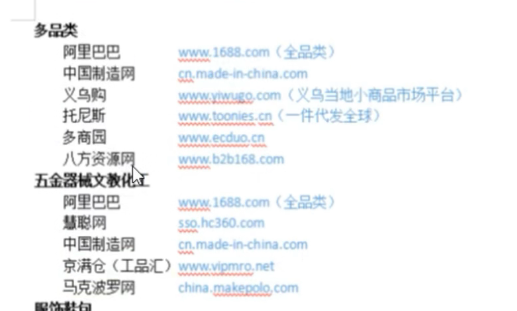 多品类
阿里巴巴 www.1688.com（全品类）
中国制造网 cn.made-in-china.com
义乌购 www.yiwugo.com（义乌当地小商品市场平台）
托尼斯 www.toonies.cn（一件代发全球）
多商园 www.ecduo.cn
八方资源网 www.b2b168.com
五金器械文教化工
阿里巴巴 www.1688.com（全品类）
慧聪网 sso.hc360.com
中国制造网 cn.made-in-china.com
京满仓（工品汇）www.vipmro.net
马克波罗网 china.makepolo.com
服饰鞋包